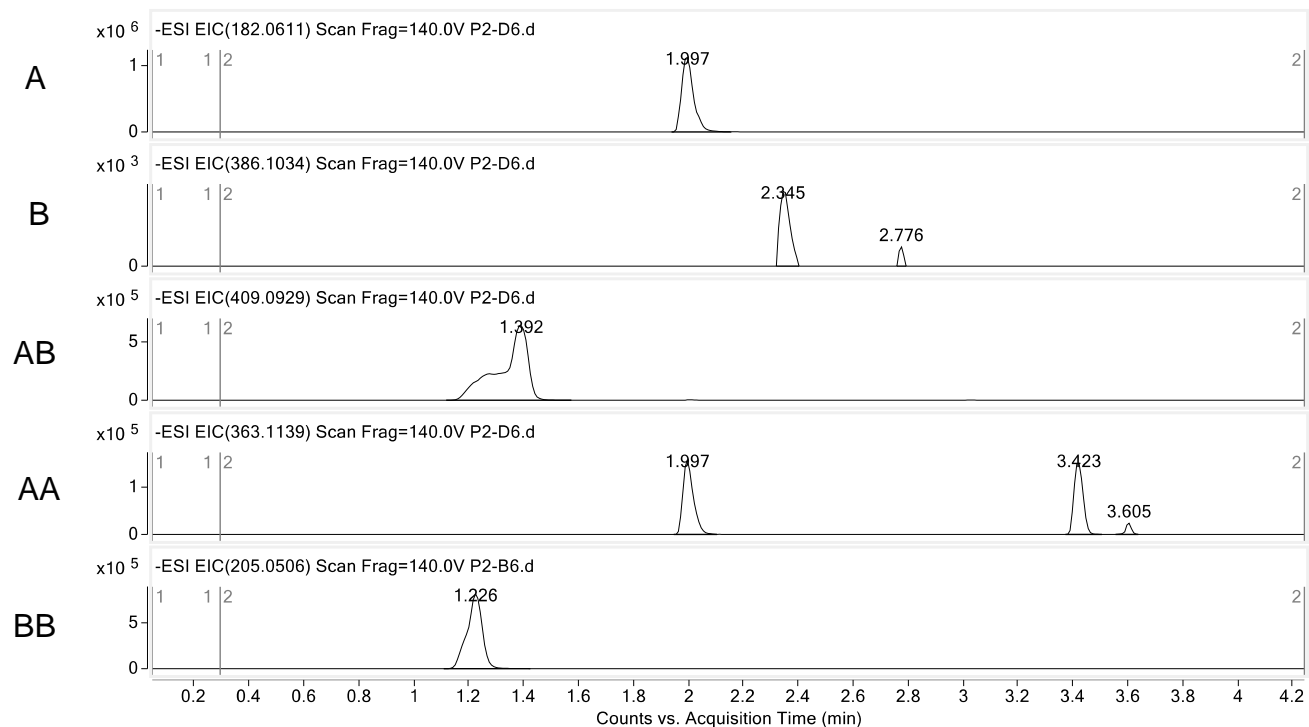 -ESI EIC(182.0611) Scan Frag=140.0V P2-D6.d
x10 6
A
1
0
1 1 2 2
1.997
-ESI EIC(386.1034) Scan Frag=140.0V P2-D6.d
x10 3
B
0
1 1 2 2
2.345
2.776
-ESI EIC(409.0929) Scan Frag=140.0V P2-D6.d
x10 5
AB
5
0
1 1 2 2
1.392
-ESI EIC(363.1139) Scan Frag=140.0V P2-D6.d
x10 5
AA
1
0
1 1 2 2
1.997
3.423
3.605
-ESI EIC(205.0506) Scan Frag=140.0V P2-B6.d
x10 5
BB
5
0
1 1 2 2
1.226
0.2 0.4 0.6 0.8 1 1.2 1.4 1.6 1.8 2 2.2 2.4 2.6 2.8 3 3.2 3.4 3.6 3.8 4 4.2
Counts vs. Acquisition Time (min)